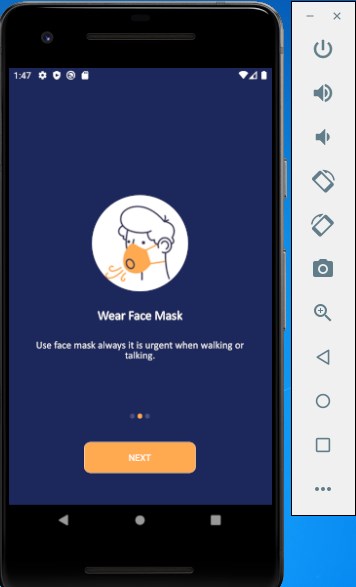 1:47
Wear Face Mask
Use face mask always it is urgent when walking or
talking.
NEXT